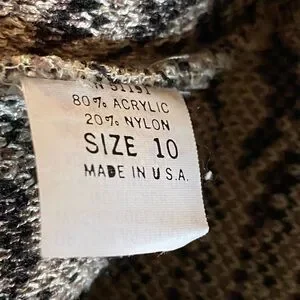 80% ACRYLIC
20% NYLON
SIZE 10
MADE IN U.S.A.